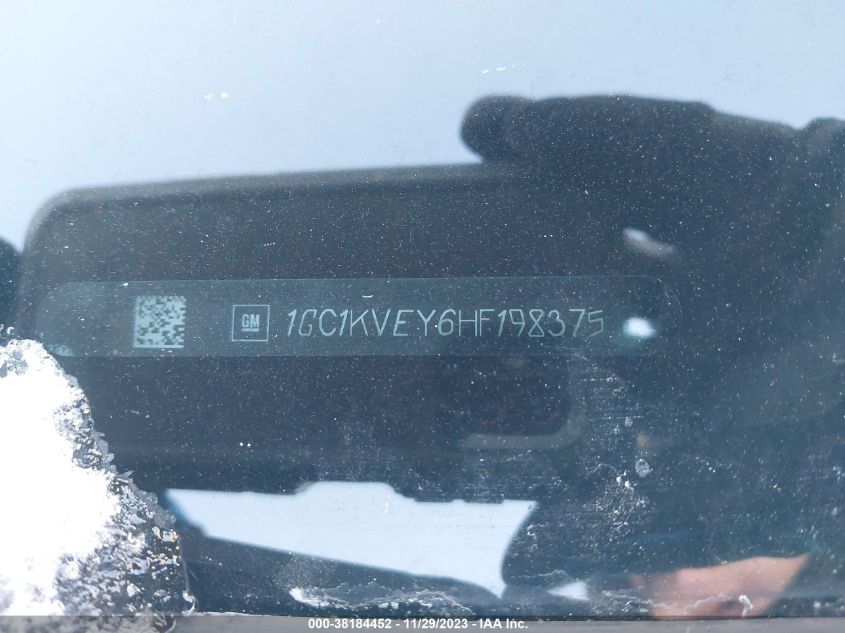 GM 1GC1KVEY6HF198375
000-38184452 - 11/29/2023 - IAA Inc.